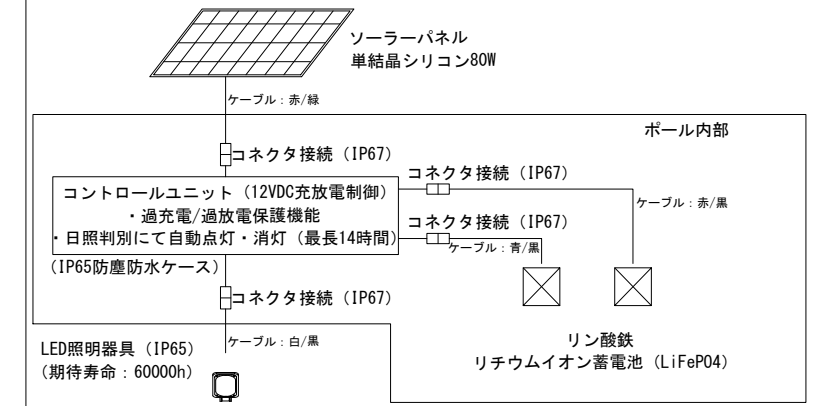 ソーラーパネル
単結晶シリコン80W
ケーブル：赤/緑
ポール内部
コネクタ接続（IP67）
コネクタ接続（IP67）
コントロールユニット（12VDC充放電制御）
・過充電/過放電保護機能
・日照判別にて自動点灯・消灯（最長14時間）
ケーブル：赤/黒
コネクタ接続（IP67）
ケーブル：青/黒
(IP65防塵防水ケース)
コネクタ接続（IP67）
リン酸鉄
リチウムイオン蓄電池（LiFePO4）
ケーブル：白/黒
LED照明器具（IP65）
(期待寿命：60000h)